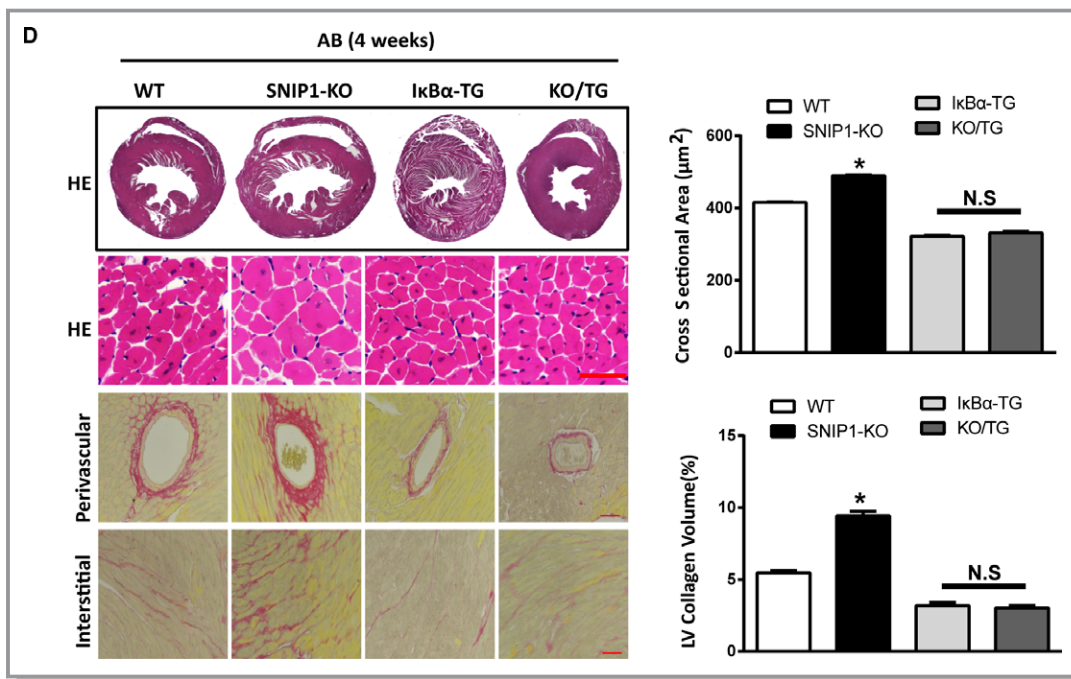 D
AB (4 weeks)
WT SNIP1-KO IκBα-TG KO/TG
HE
HE
Perivascular
Interstitial
WT IκBα-TG
SNIP1-KO KO/TG
Cross Sectional Area (μm²)
600
400
200
0
*
N.S
WT IκBα-TG
SNIP1-KO KO/TG
LV Collagen Volume(%)
15
10
5
0
*
N.S